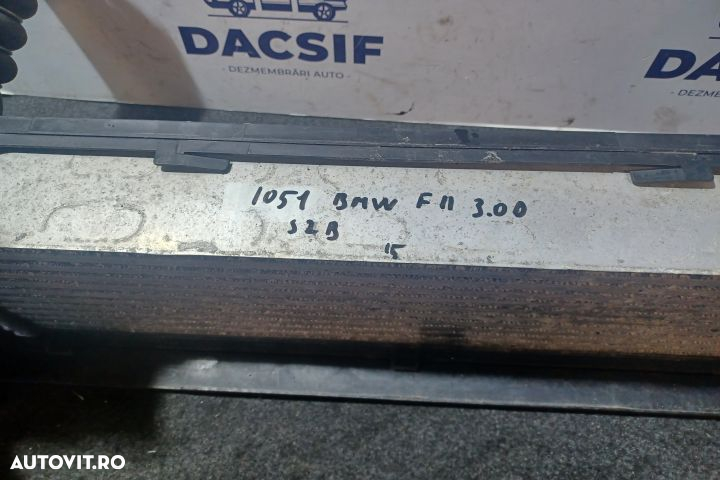 DACSIF
- DEZMEMBRĂRI AUTO -
DA
- DEZME
1051 BMW F11 3.00
S2B
15
AUTOVIT.RO